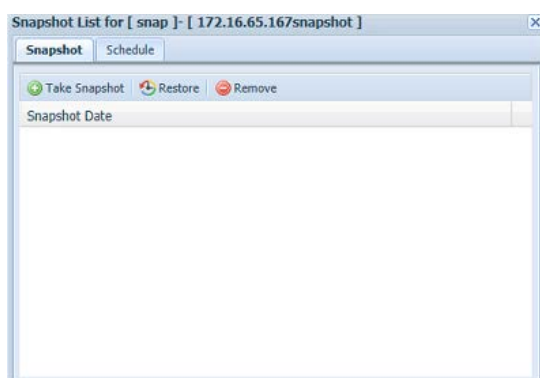 Snapshot List for [ snap ]- [ 172.16.65.167snapshot ]
Snapshot Schedule
Take Snapshot Restore Remove
Snapshot Date